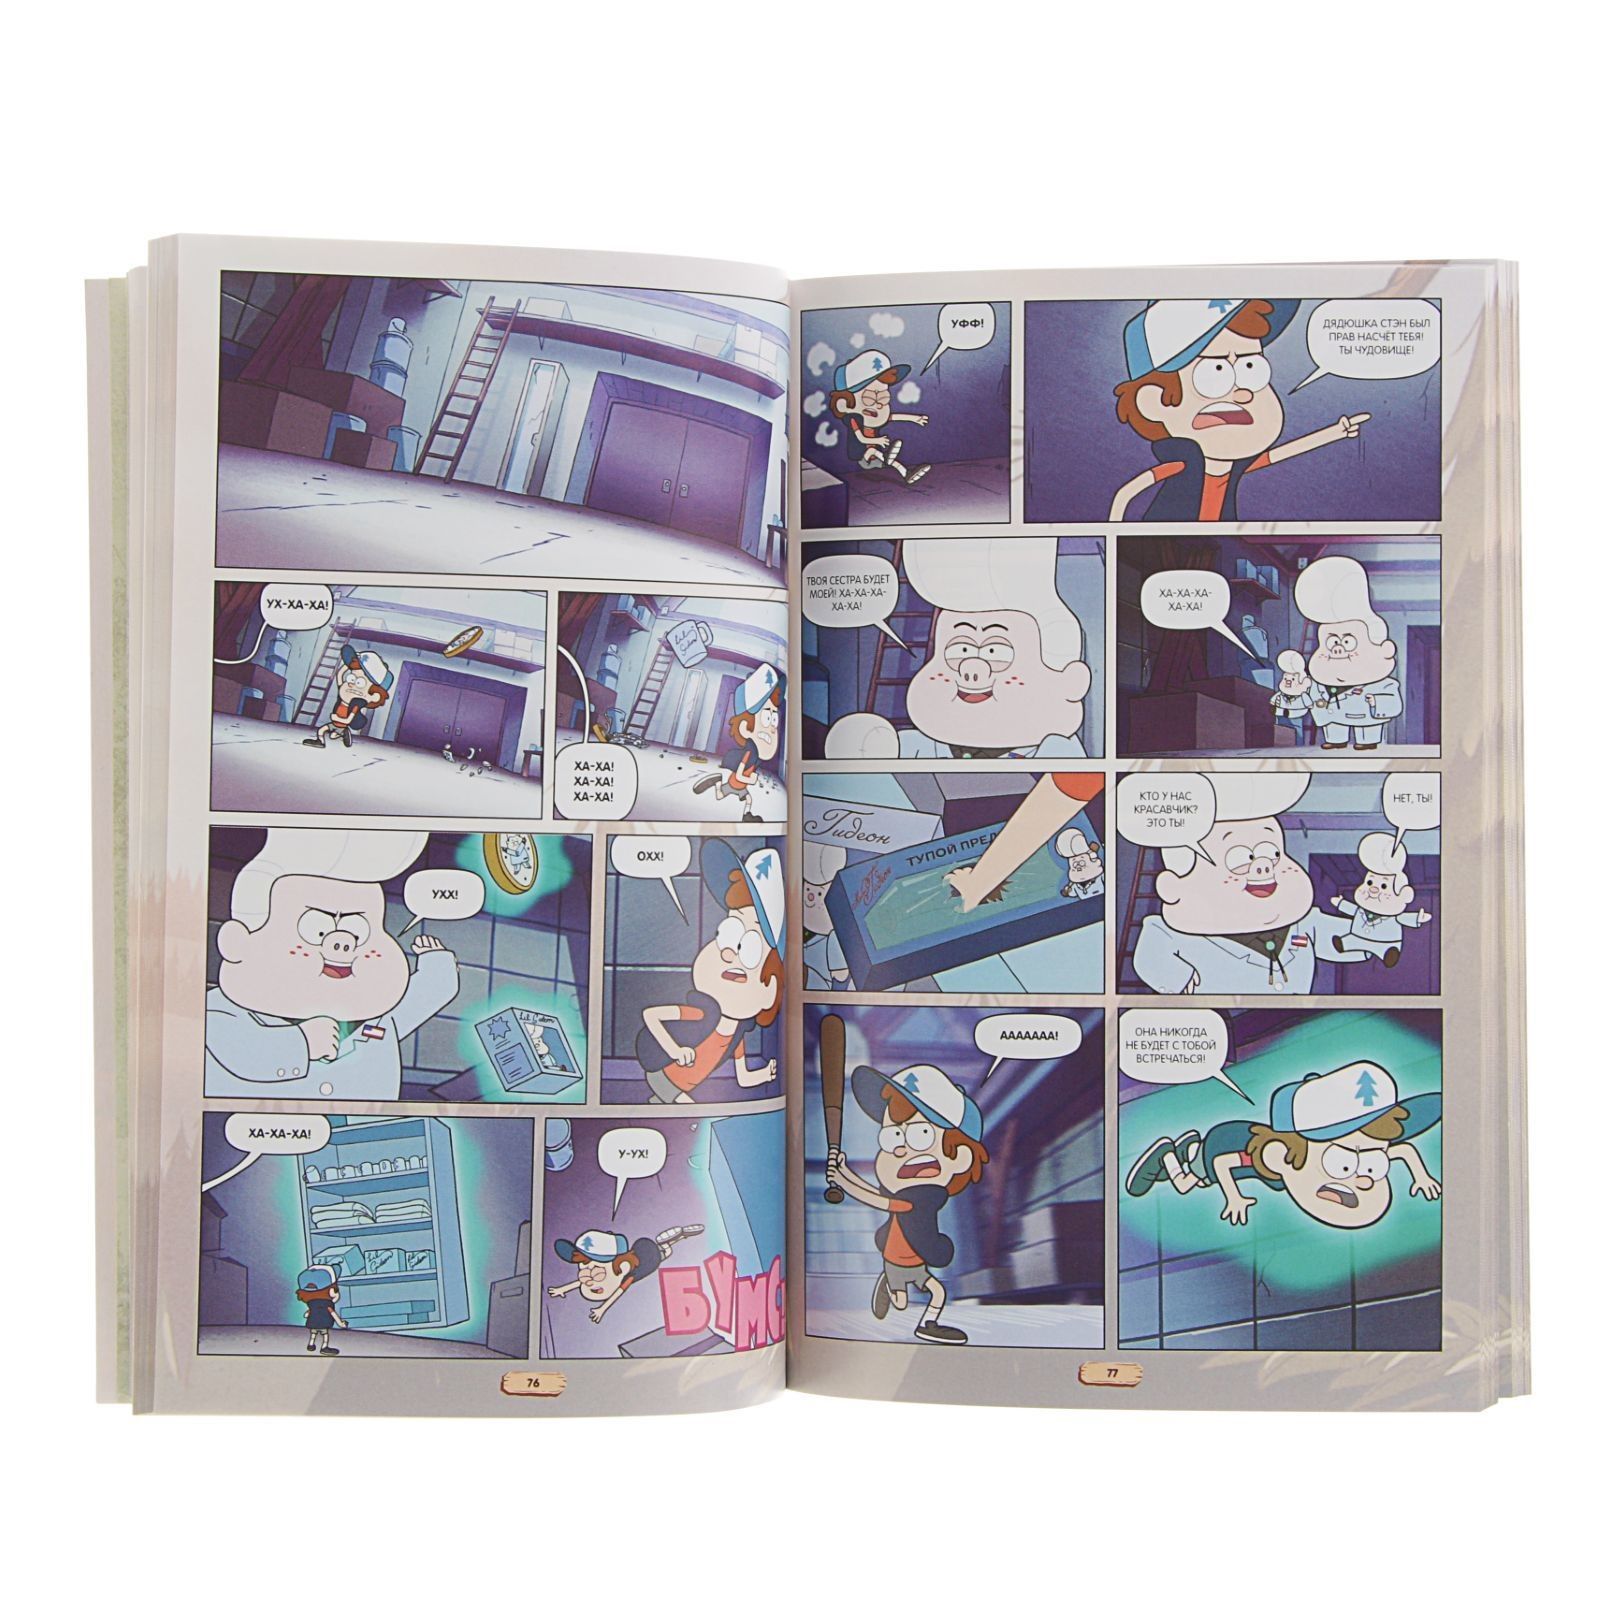 УХ-ХА-ХА!
ХА-ХА!
ХА-ХА!
ХА-ХА!
УХХ!
Lil Gideon
ОХХ!
ХА-ХА-ХА!
У-УХ!
БУМС
76
УФФ!
ДЯДЮШКА СТЭН БЫЛ
ПРАВ НАСЧЁТ ТЕБЯ!
ТЫ ЧУДОВИЩЕ!
ТВОЯ СЕСТРА БУДЕТ
МОЕЙ! ХА-ХА-ХА-
ХА-ХА!
ХА-ХА-ХА-
ХА-ХА!
Гидеон
ТУПОЙ ПРЕД
КТО У НАС
КРАСАВЧИК?
ЭТО ТЫ!
НЕТ, ТЫ!
ААААААА!
ОНА НИКОГДА
НЕ БУДЕТ С ТОБОЙ
ВСТРЕЧАТЬСЯ!
77